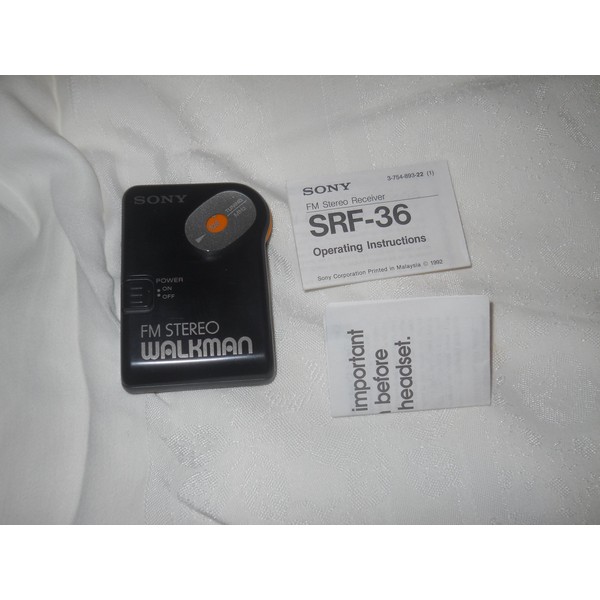 SONY
TUNING
POWER
ON
OFF
FM STEREO
WALKMAN
3-754-893-22 (1)
SONY
FM Stereo Receiver
SRF-36
Operating Instructions
Sony Corporation Printed in Malaysia © 1992
important
before
headset.